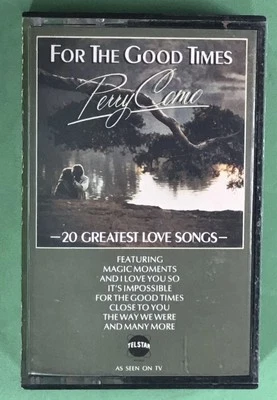 FOR THE GOOD TIMES
Perry Como
—20 GREATEST LOVE SONGS—
FEATURING
MAGIC MOMENTS
AND I LOVE YOU SO
IT'S IMPOSSIBLE
FOR THE GOOD TIMES
CLOSE TO YOU
THE WAY WE WERE
AND MANY MORE
TELSTAR
AS SEEN ON TV